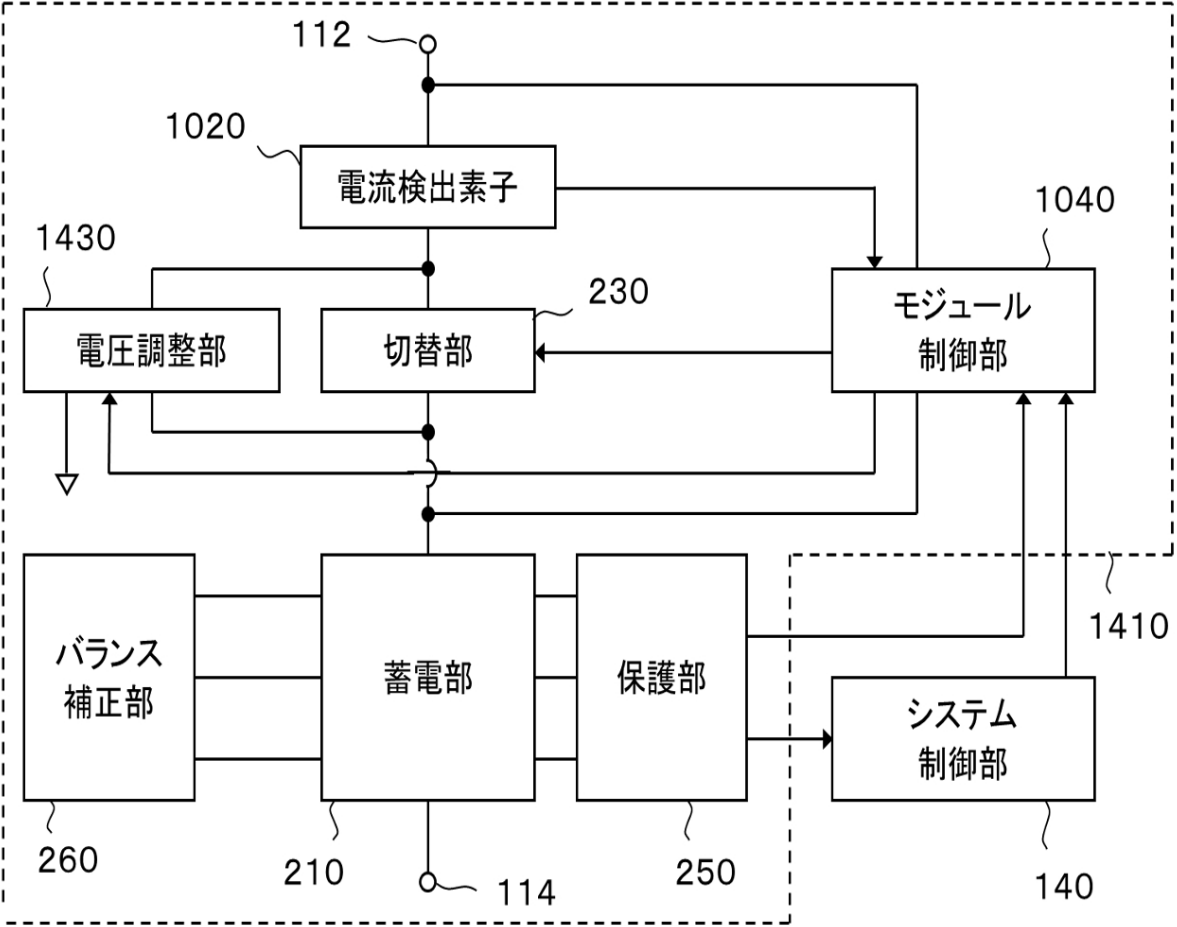 112
1020
電流検出素子
1040
1430
230
モジュール
制御部
電圧調整部
切替部
1410
バランス
補正部
蓄電部
保護部
システム
制御部
260
210
114
250
140